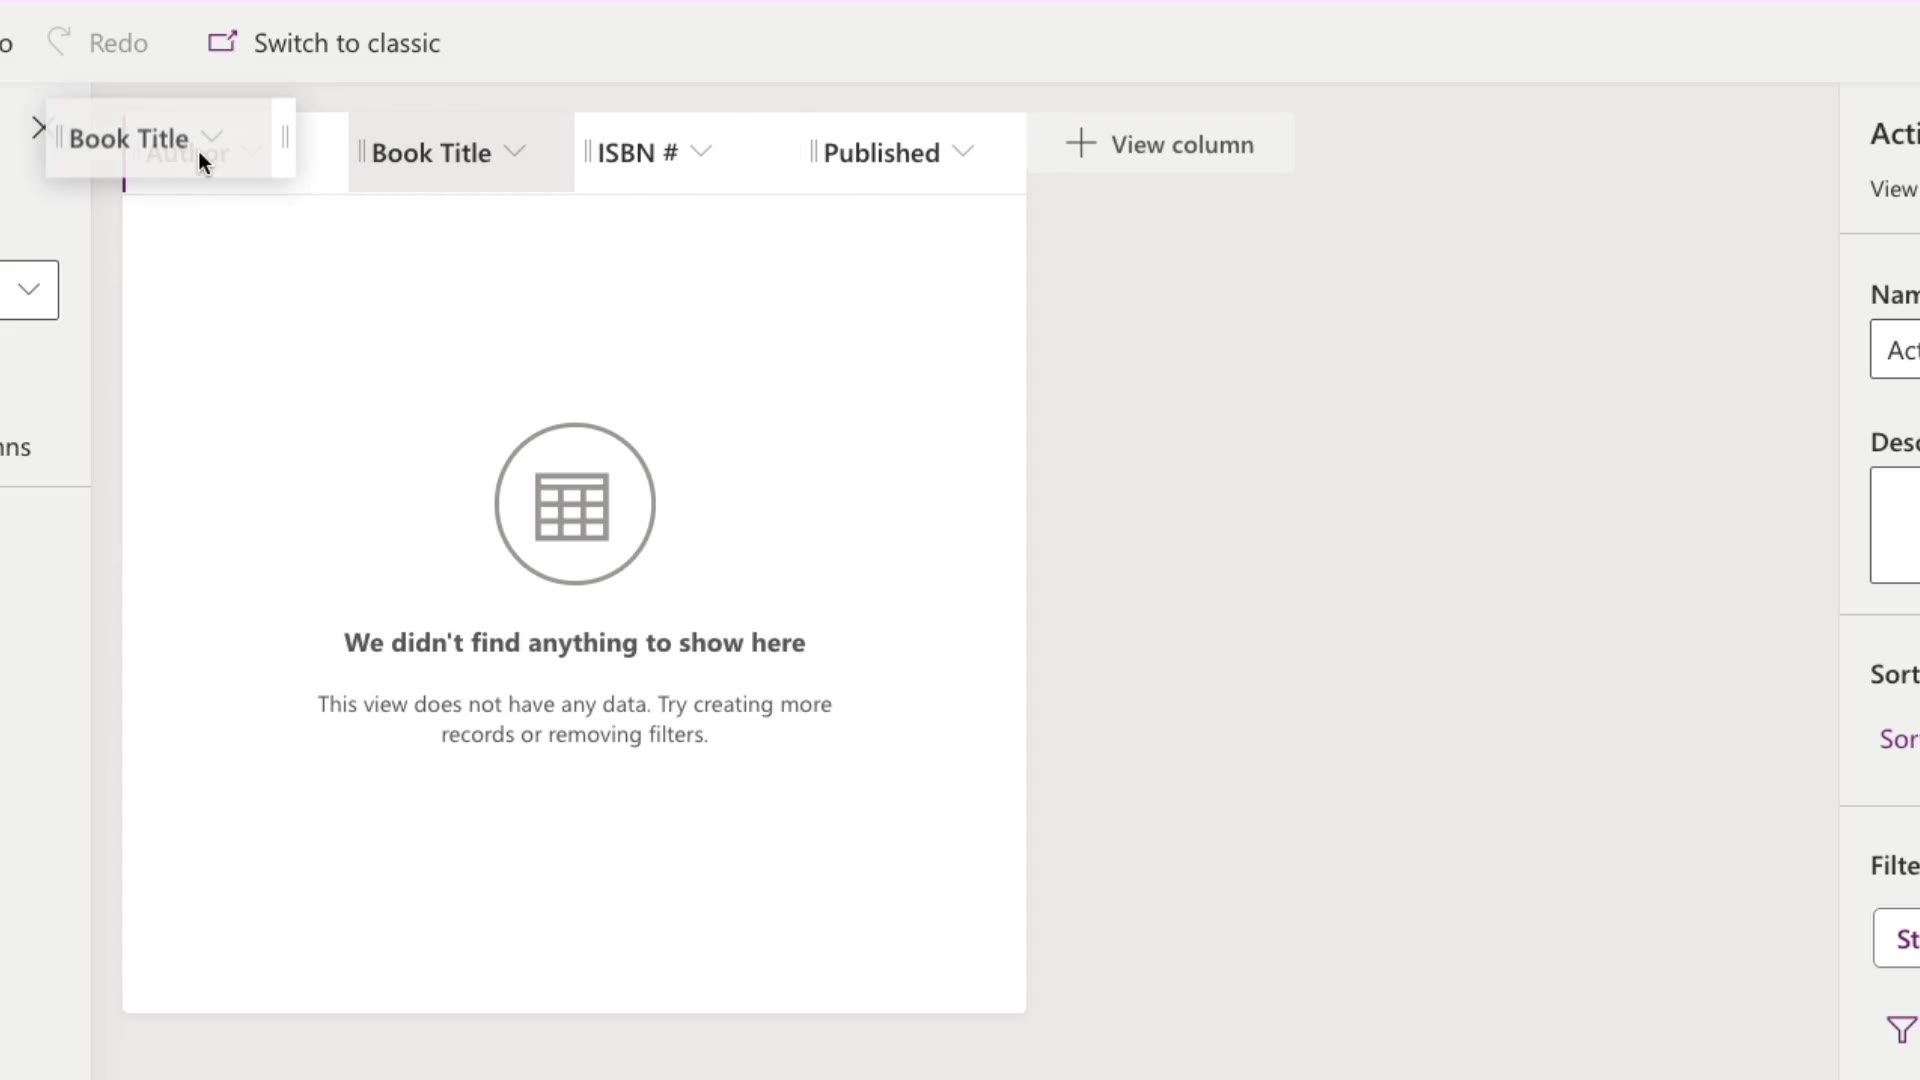 o Redo Switch to classic
Book Title
Author
Book Title
ISBN #
Published
View column
nns
We didn't find anything to show here
This view does not have any data. Try creating more
records or removing filters.
Acti
View
Nam
Act
Desc
Sort
Sor
Filte
St